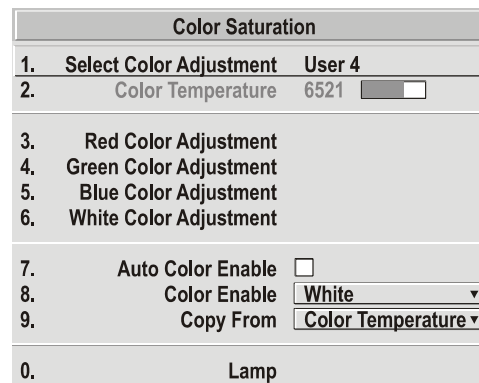 Color Saturation
1. Select Color Adjustment User 4
2. Color Temperature 6521
3. Red Color Adjustment
4. Green Color Adjustment
5. Blue Color Adjustment
6. White Color Adjustment
7. Auto Color Enable
8. Color Enable White
9. Copy From Color Temperature
0. Lamp